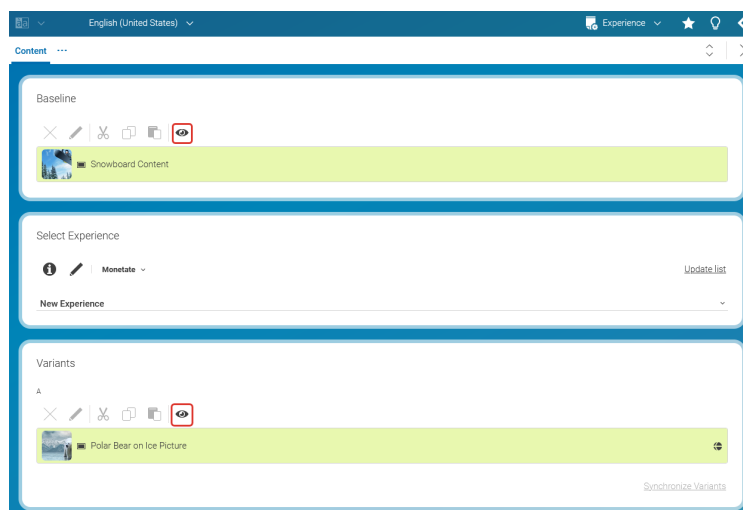 English (United States)
Experience
Content ...
Baseline
Snowboard Content
Select Experience
Monetate
Update list
New Experience
Variants
A
Polar Bear on Ice Picture
Synchronize Variants